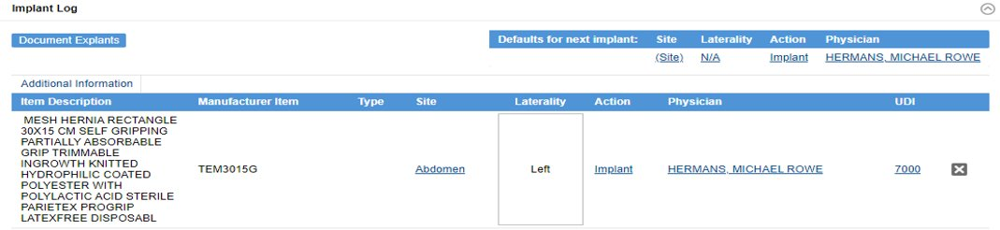 Implant Log
Document Explants
Defaults for next implant: Site Laterality Action Physician
(Site) N/A Implant HERMANS, MICHAEL ROWE
Additional Information
Item Description Manufacturer Item Type Site Laterality Action Physician UDI
MESH HERNIA RECTANGLE
30X15 CM SELF GRIPPING
PARTIALLY ABSORBABLE
GRIP TRIMMABLE
INGROWTH KNITTED
HYDROPHILIC COATED
POLYESTER WITH
POLYLACTIC ACID STERILE
PARIETEX PROGRIP
LATEXFREE DISPOSABL
TEM3015G Abdomen Left Implant HERMANS, MICHAEL ROWE 7000